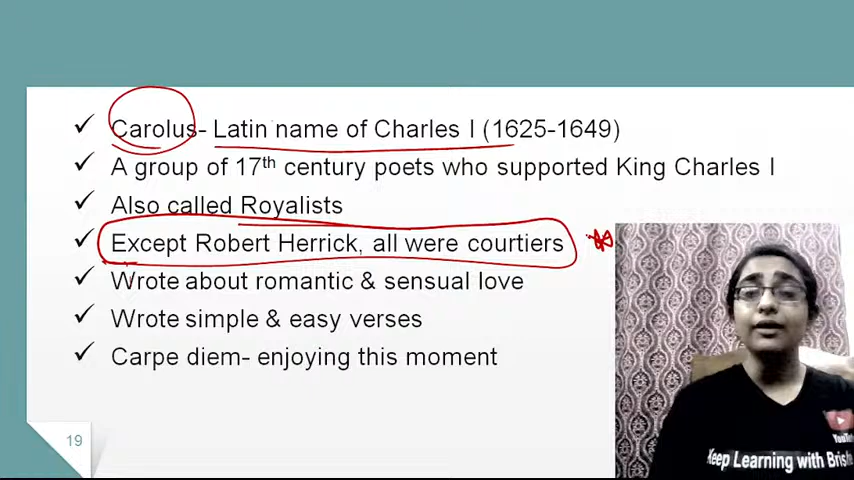 ✓ Carolus- Latin name of Charles I (1625-1649)
✓ A group of 17th century poets who supported King Charles I
✓ Also called Royalists
✓ Except Robert Herrick, all were courtiers
✓ Wrote about romantic & sensual love
✓ Wrote simple & easy verses
✓ Carpe diem- enjoying this moment
19
YouTu
Keep Learning with Bris